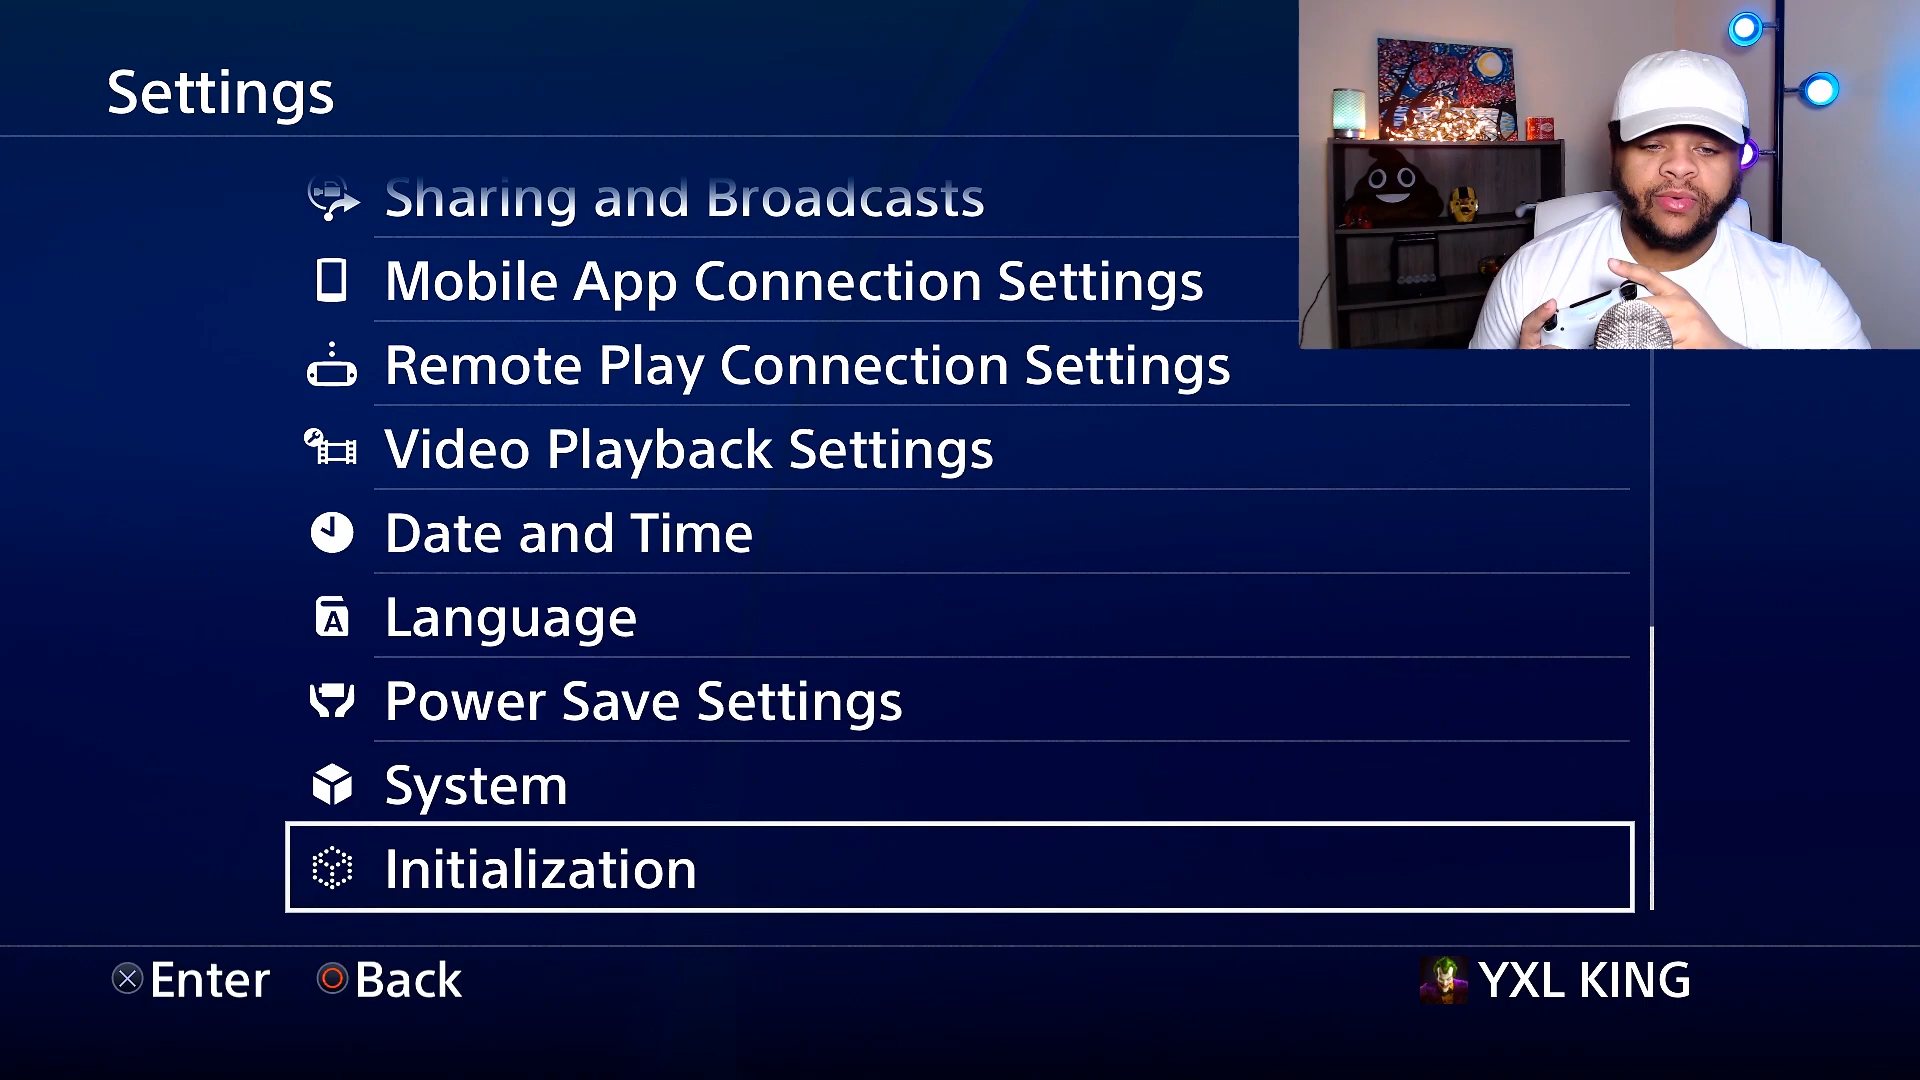 Settings
Sharing and Broadcasts
Mobile App Connection Settings
Remote Play Connection Settings
Video Playback Settings
Date and Time
Language
Power Save Settings
System
Initialization
Enter Back
YXL KING